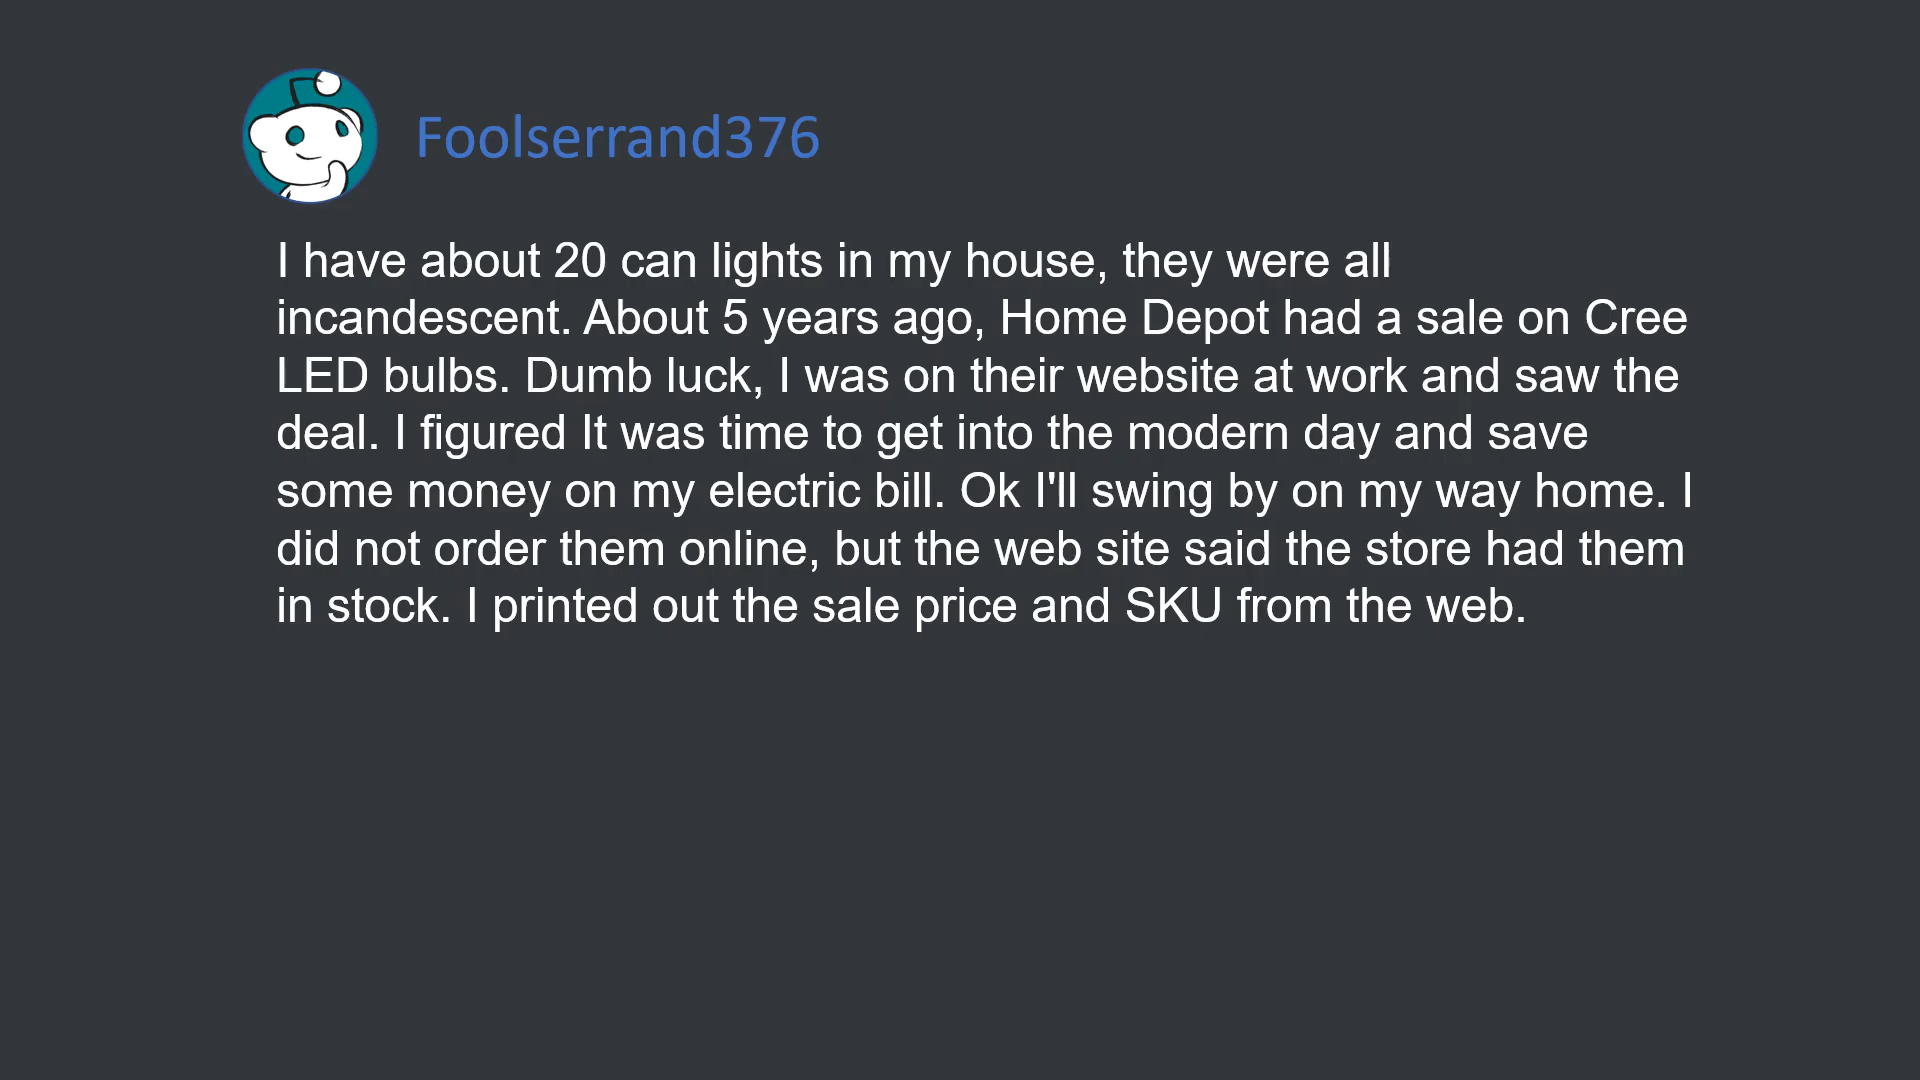 Foolserrand376
I have about 20 can lights in my house, they were all
incandescent. About 5 years ago, Home Depot had a sale on Cree
LED bulbs. Dumb luck, I was on their website at work and saw the
deal. I figured It was time to get into the modern day and save
some money on my electric bill. Ok I'll swing by on my way home. I
did not order them online, but the web site said the store had them
in stock. I printed out the sale price and SKU from the web.